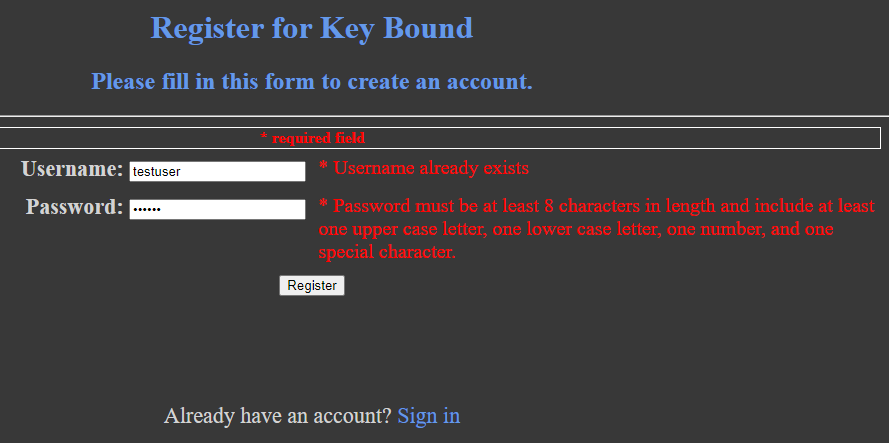 Register for Key Bound
Please fill in this form to create an account.
* required field
Username: testuser * Username already exists
Password: •••••• * Password must be at least 8 characters in length and include at least
one upper case letter, one lower case letter, one number, and one
special character.
Register
Already have an account? Sign in